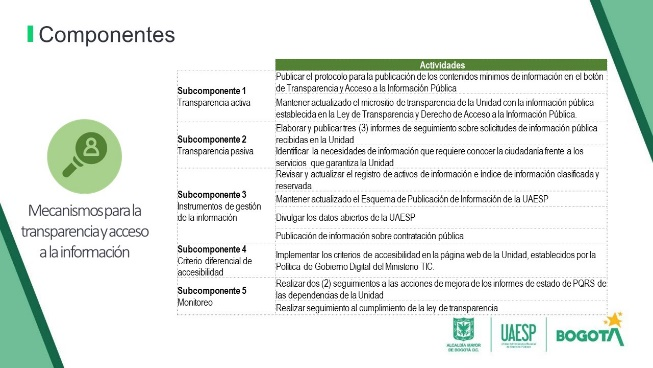 Componentes
Mecanismos para la
transparencia y acceso
a la información
Actividades
Subcomponente 1
Transparencia activa
Publicar el protocolo para la publicación de los contenidos mínimos de información en el botón
de Transparencia y Acceso a la Información Pública
Mantener actualizado el micrositio de transparencia de la Unidad con la información pública
establecida en la Ley de Transparencia y Derecho de Acceso a la Información Pública.
Subcomponente 2
Transparencia pasiva
Elaborar y publicar tres (3) informes de seguimiento sobre solicitudes de información pública
recibidas en la Unidad
Identificar la necesidades de información que requiere conocer la ciudadanía frente a los
servicios que garantiza la Unidad
Subcomponente 3
Instrumentos de gestión
de la información
Revisar y actualizar el registro de activos de información e Índice de información clasificada y
reservada
Mantener actualizado el Esquema de Publicación de Información de la UAESP
Divulgar los datos abiertos de la UAESP
Publicación de información sobre contratación pública
Subcomponente 4
Criterio diferencial de
accesibilidad
Implementar los criterios de accesibilidad en la página web de la Unidad, establecidos por la
Política de Gobierno Digital del Ministerio TIC.
Subcomponente 5
Monitoreo
Realizar dos (2) seguimientos a las acciones de mejora de los informes de estado de PQRS de
las dependencias de la Unidad
Realizar seguimiento al cumplimiento de la ley de transparencia
ALCALDÍA MAYOR
DE BOGOTÁ D.C.
UAESP
BOGOTÁ